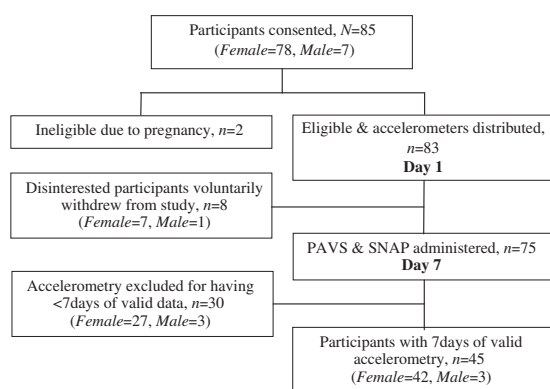 Participants consented, N=85
(Female=78, Male=7)
Ineligible due to pregnancy, n=2
Eligible & accelerometers distributed,
n=83
Day 1
Disinterested participants voluntarily
withdrew from study, n=8
(Female=7, Male=1)
PAVS & SNAP administered, n=75
Day 7
Accelerometry excluded for having
<7days of valid data, n=30
(Female=27, Male=3)
Participants with 7days of valid
accelerometry, n=45
(Female=42, Male=3)